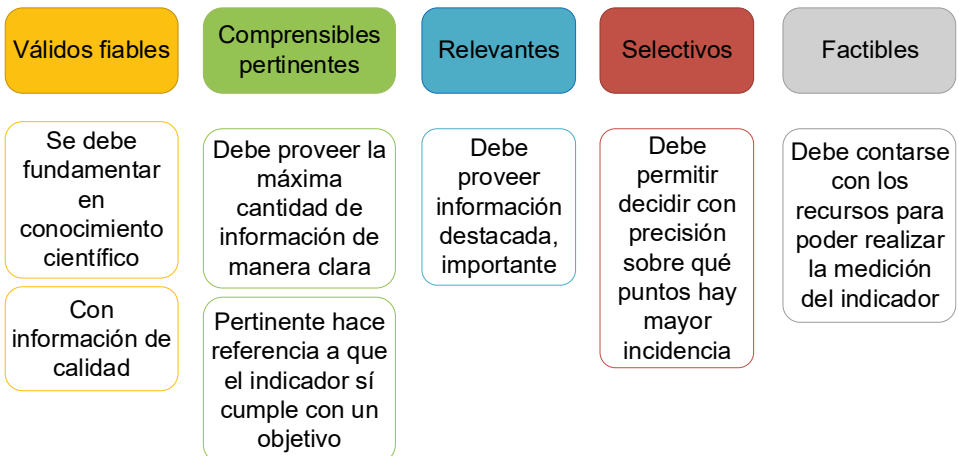 Válidos fiables
Se debe
fundamentar
en
conocimiento
científico
Con
información de
calidad
Comprensibles
pertinentes
Debe proveer la
máxima
cantidad de
información de
manera clara
Pertinente hace
referencia a que
el indicador sí
cumple con un
objetivo
Relevantes
Debe
proveer
información
destacada,
importante
Selectivos
Debe
permitir
decidir con
precisión
sobre qué
puntos hay
mayor
incidencia
Factibles
Debe contarse
con los
recursos para
poder realizar
la medición
del indicador